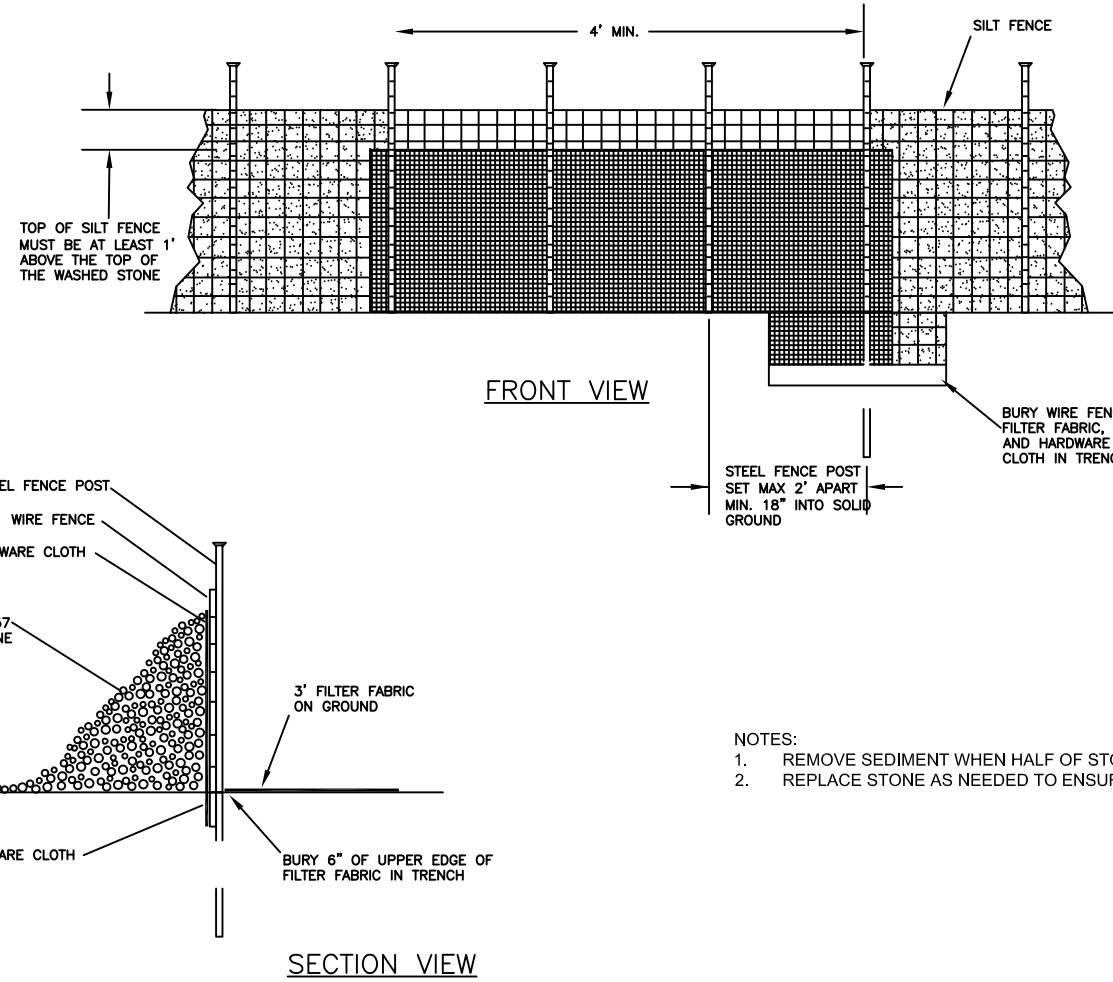 4' MIN.
SILT FENCE
TOP OF SILT FENCE
MUST BE AT LEAST 1'
ABOVE THE TOP OF
THE WASHED STONE
FRONT VIEW
BURY WIRE FEN
FILTER FABRIC,
AND HARDWARE
CLOTH IN TRENC
STEEL FENCE POST
SET MAX 2' APART
MIN. 18" INTO SOLID
GROUND
EL FENCE POST
WIRE FENCE
WARE CLOTH
57
NE
3' FILTER FABRIC
ON GROUND
ARE CLOTH
BURY 6" OF UPPER EDGE OF
FILTER FABRIC IN TRENCH
SECTION VIEW
NOTES:
1. REMOVE SEDIMENT WHEN HALF OF STO
2. REPLACE STONE AS NEEDED TO ENSUR